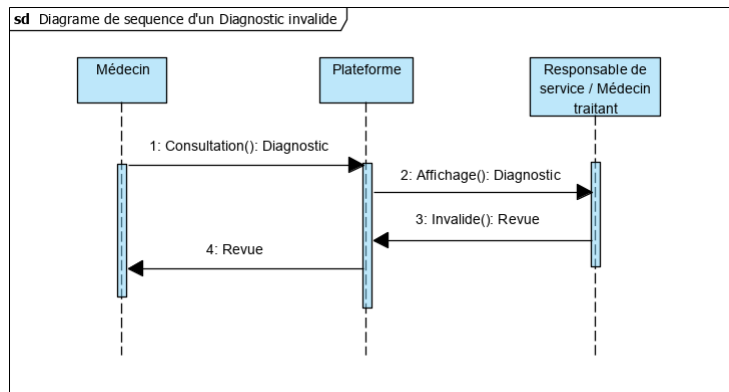 sd Diagrame de sequence d'un Diagnostic invalide
Médecin
Plateforme
Responsable de
service / Médecin
traitant
1: Consultation(): Diagnostic
2: Affichage(): Diagnostic
3: Invalide(): Revue
4: Revue